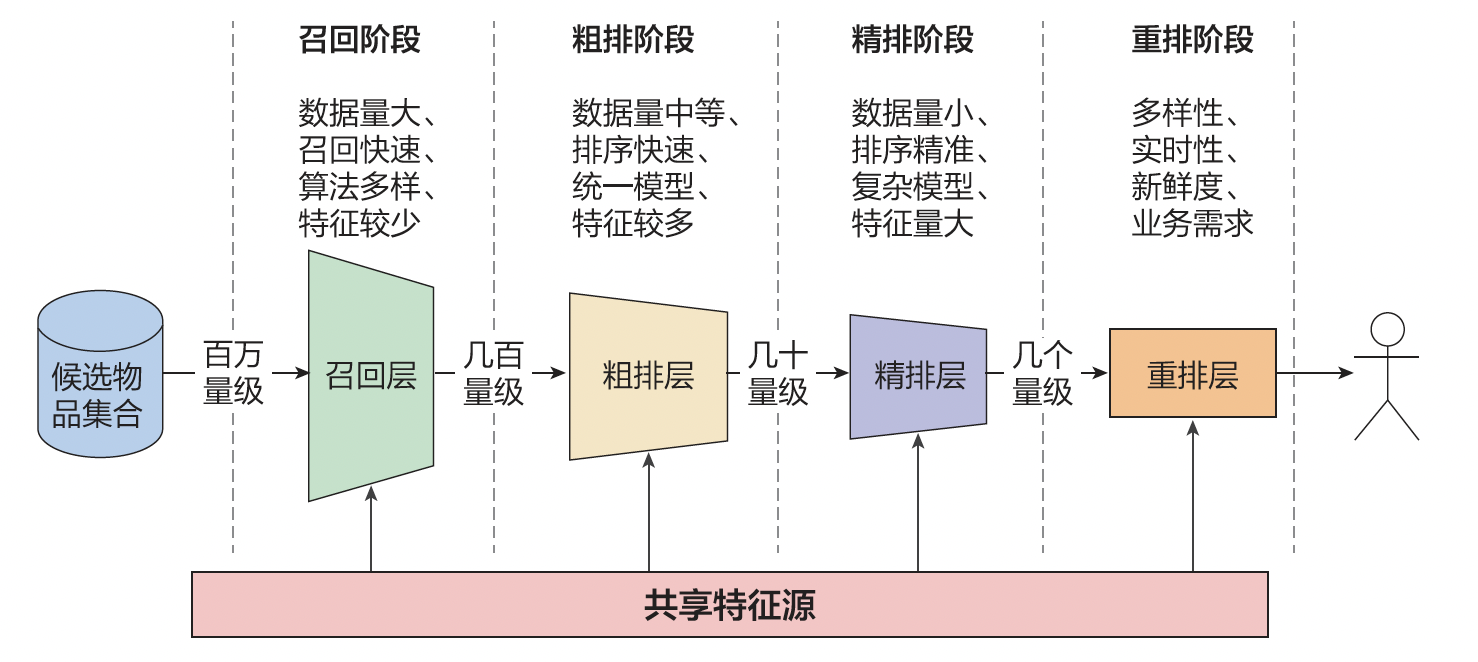 召回阶段
粗排阶段
精排阶段
重排阶段
数据量大、
召回快速、
算法多样、
特征较少
数据量中等、
排序快速、
统一模型、
特征较多
数据量小、
排序精准、
复杂模型、
特征量大
多样性、
实时性、
新鲜度、
业务需求
候选物
品集合
百万
量级
召回层
几百
量级
粗排层
几十
量级
精排层
几个
量级
重排层
共享特征源